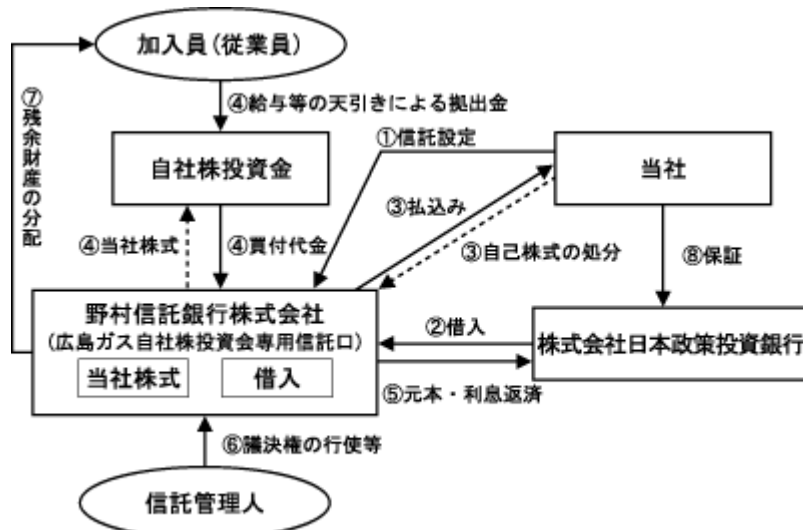 加入員(従業員)
⑦残余財産の分配
④給与等の天引きによる拠出金
①信託設定
自社株投資金
当社
③払込み
④当社株式
④買付代金
③自己株式の処分
⑧保証
野村信託銀行株式会社
(広島ガス自社株投資会専用信託口)
当社株式
借入
②借入
株式会社日本政策投資銀行
⑤元本・利息返済
⑥議決権の行使等
信託管理人